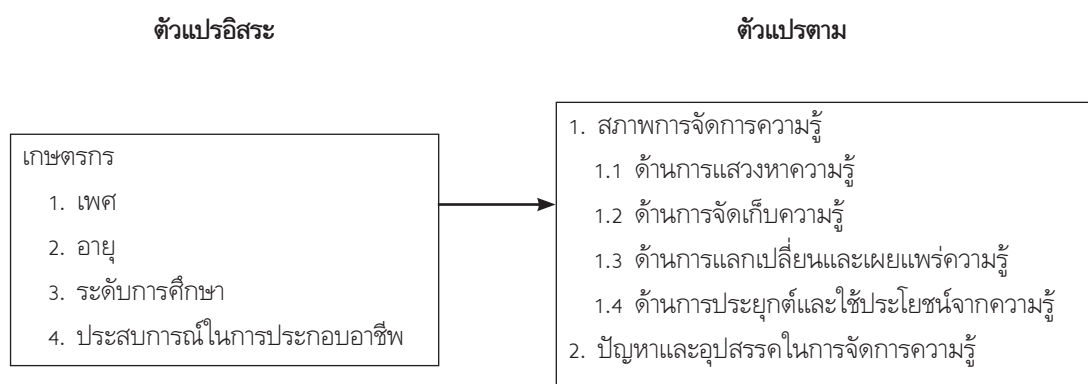 ตัวแปรอิสระ
ตัวแปรตาม
เกษตรกร
1. เพศ
2. อายุ
3. ระดับการศึกษา
4. ประสบการณ์ในการประกอบอาชีพ
1. สภาพการจัดการความรู้
1.1 ด้านการแสวงหาความรู้
1.2 ด้านการจัดเก็บความรู้
1.3 ด้านการแลกเปลี่ยนและเผยแพร่ความรู้
1.4 ด้านการประยุกต์และใช้ประโยชน์จากความรู้
2. ปัญหาและอุปสรรคในการจัดการความรู้